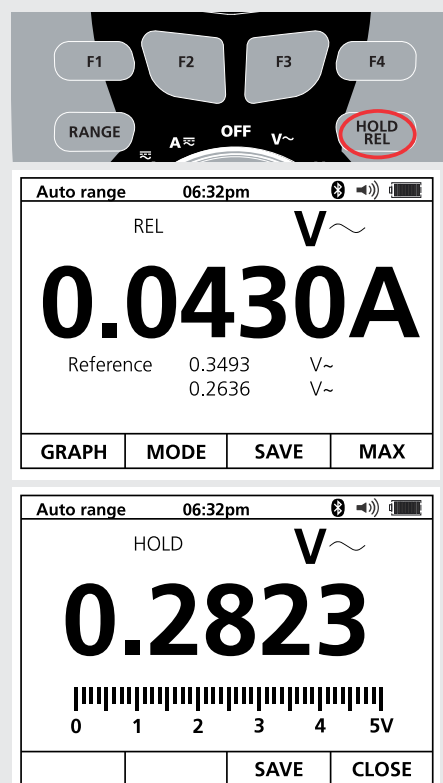 F1 F2 F3 F4
RANGE A OFF V~ HOLD
REL
Auto range 06:32pm
REL V~
0.0430A
Reference 0.3493 V~
0.2636 V~
GRAPH MODE SAVE MAX
Auto range 06:32pm
HOLD V~
0.2823
0 1 2 3 4 5V
SAVE CLOSE